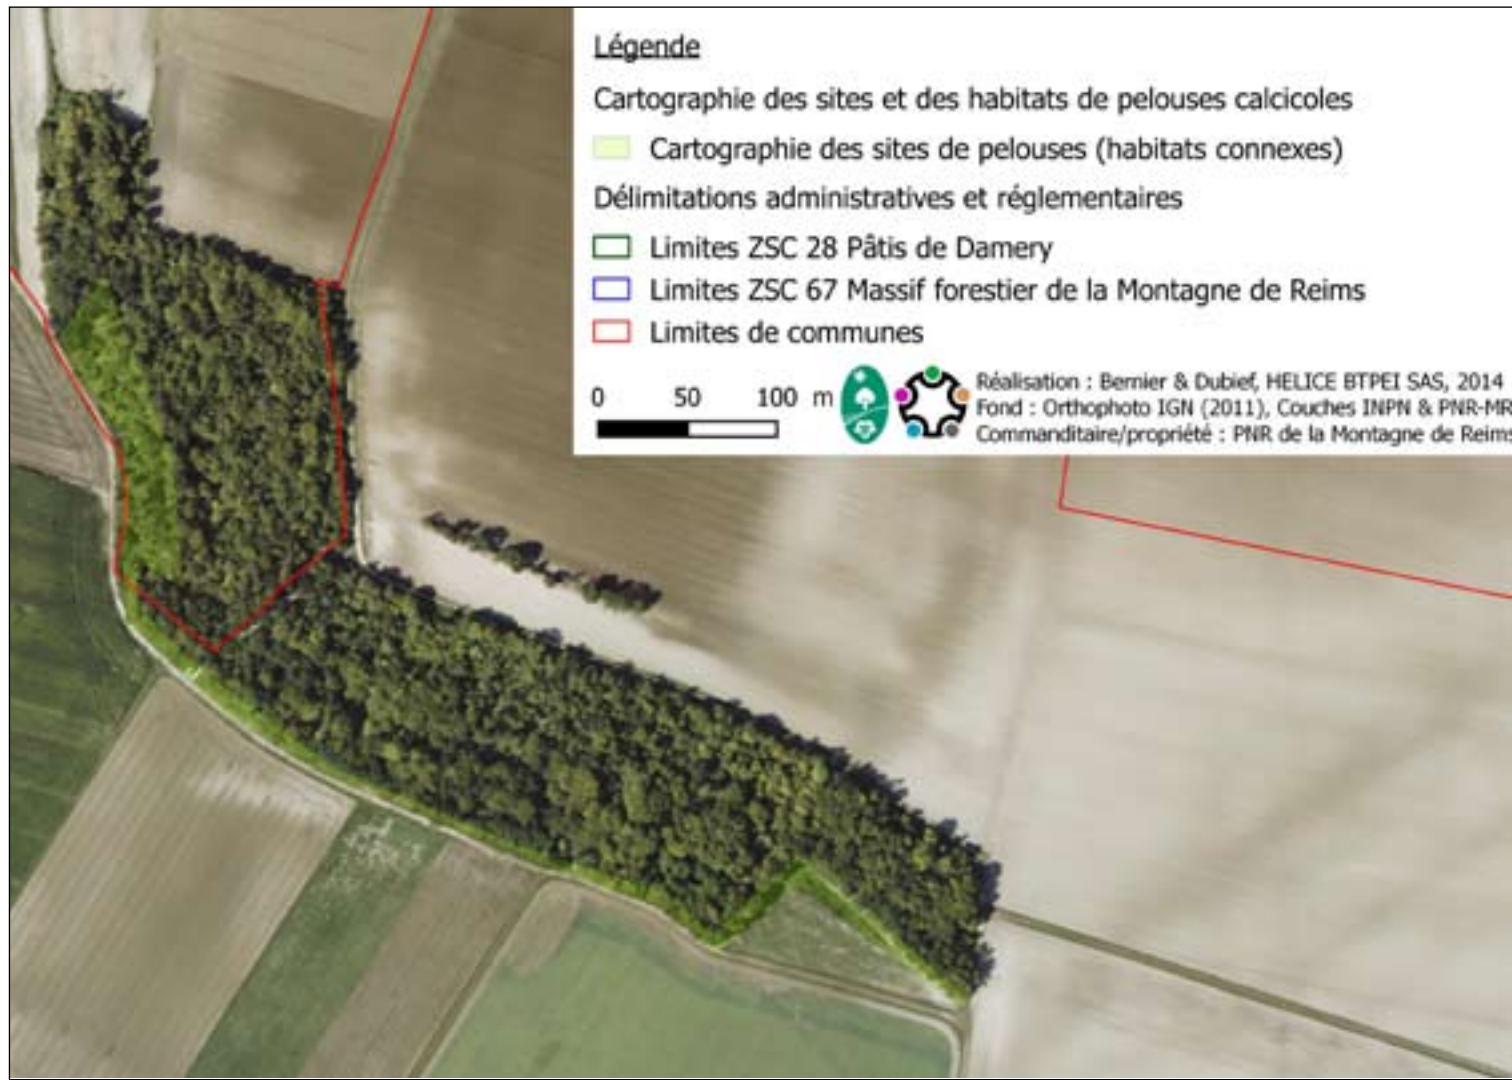 Légende
Cartographie des sites et des habitats de pelouses calcicoles
Cartographie des sites de pelouses (habitats connexes)
Délimitations administratives et réglementaires
Limites ZSC 28 Pâtis de Damery
Limites ZSC 67 Massif forestier de la Montagne de Reims
Limites de communes
0 50 100 m
Réalisation : Bernier & Dubief, HELICE BTPEI SAS, 2014
Fond : Orthophoto IGN (2011), Couches INPN & PNR-MR
Commanditaire/propriété : PNR de la Montagne de Reims